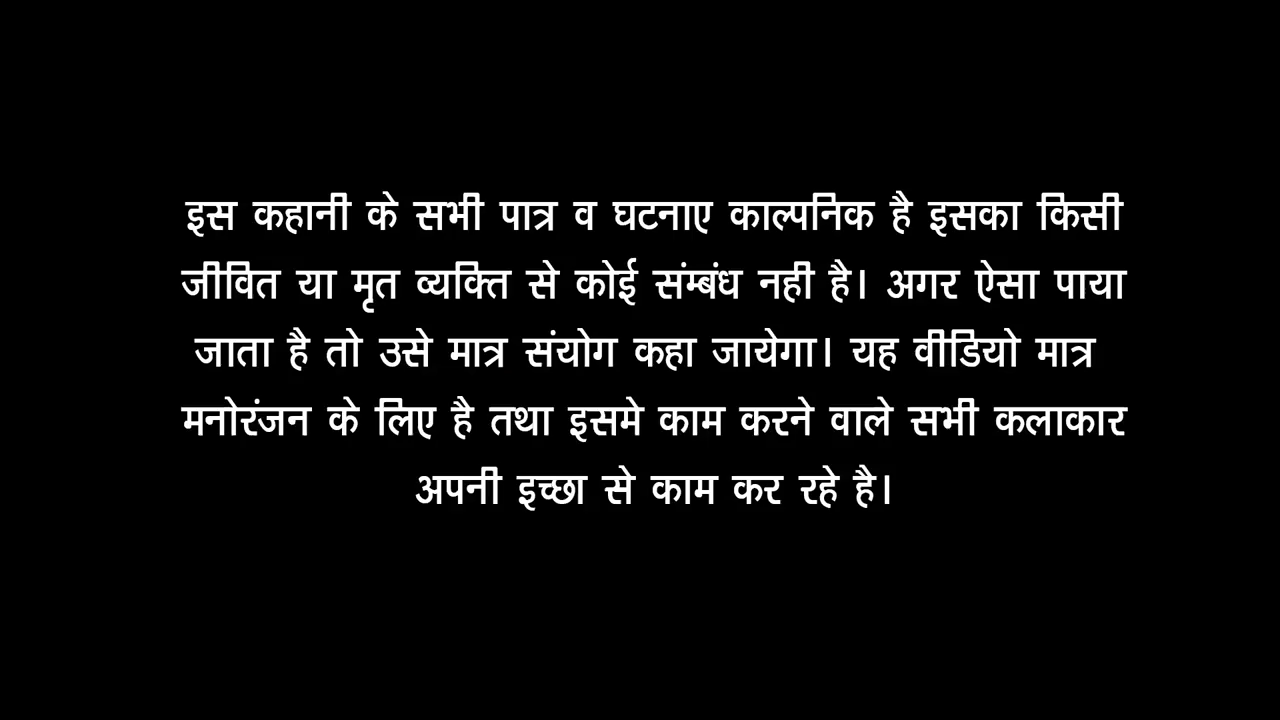 इस कहानी के सभी पात्र व घटनाए काल्पनिक है इसका किसी
जीवित या मृत व्यक्ति से कोई संम्बंध नही है। अगर ऐसा पाया
जाता है तो उसे मात्र संयोग कहा जायेगा। यह वीडियो मात्र
मनोरंजन के लिए है तथा इसमे काम करने वाले सभी कलाकार
अपनी इच्छा से काम कर रहे है।